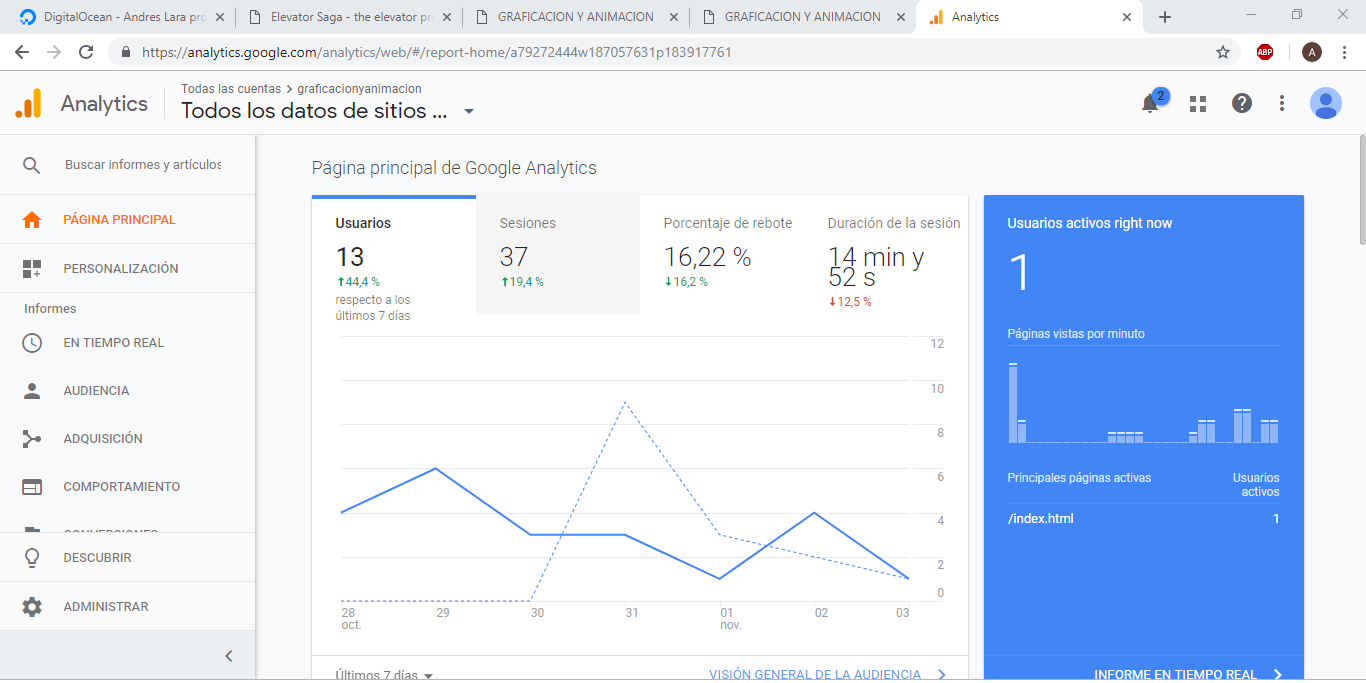 DigitalOcean - Andres Lara pro
Elevator Saga - the elevator pr
GRAFICACION Y ANIMACION
GRAFICACION Y ANIMACION
Analytics
https://analytics.google.com/analytics/web/#/report-home/a79272444w187057631p183917761
ABP
A
Analytics
Todas las cuentas > graficacionyanimacion
Todos los datos de sitios ...
2
Buscar informes y artículos
PÁGINA PRINCIPAL
PERSONALIZACIÓN
Informes
EN TIEMPO REAL
AUDIENCIA
ADQUISICIÓN
COMPORTAMIENTO
CONVERSIONES
DESCUBRIR
ADMINISTRAR
Página principal de Google Analytics
Usuarios
13
44,4 %
respecto a los
últimos 7 días
Sesiones
37
19,4 %
Porcentaje de rebote
16,22 %
16,2 %
Duración de la sesión
14 min y
52 s
12,5 %
12
10
8
6
4
2
0
28
oct.
29
30
31
01
nov.
02
03
Últimos 7 días
VISIÓN GENERAL DE LA AUDIENCIA
Usuarios activos right now
1
Páginas vistas por minuto
Principales páginas activas
Usuarios
activos
/index.html
1
INFORME EN TIEMPO REAL